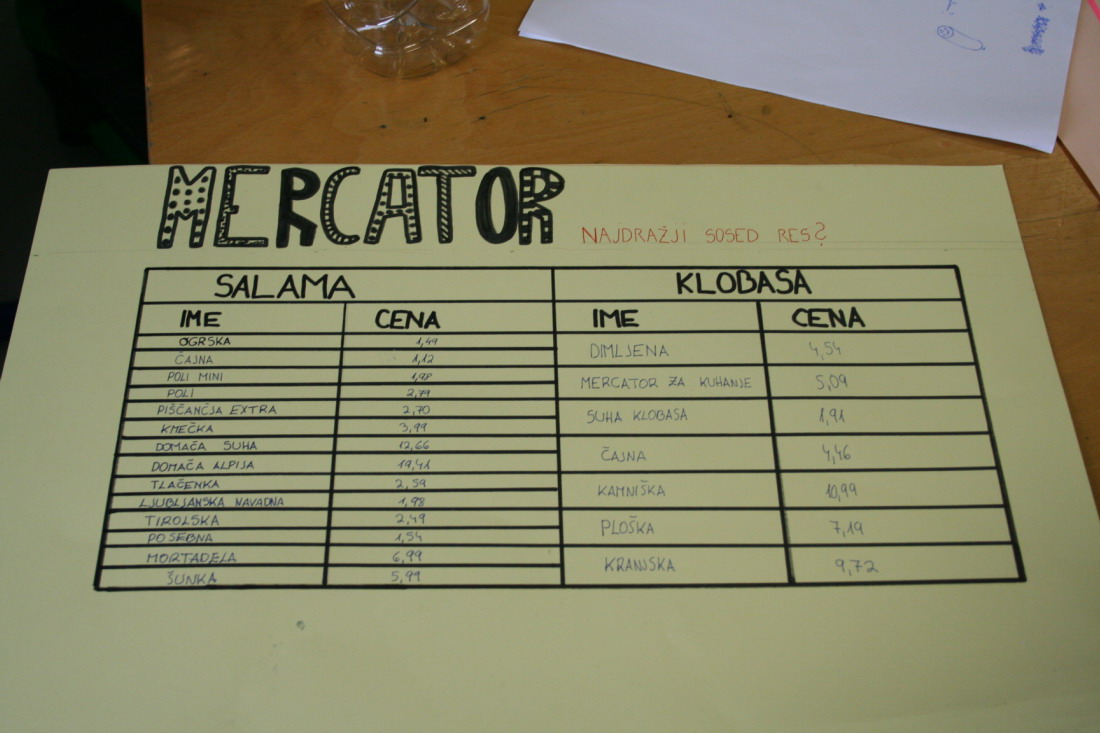 MERCATOR NAJDRAŽJI SOSED RES?
SALAMA KLOBASA
IME CENA IME CENA
OGRSKA 1,49
ČAJNA 1,12
POLI MINI 1,98
POLI 2,79
PIŠČANČJA EXTRA 2,70
KMEČKA 3,99
DOMAČA SUHA 12,66
DOMAČA ALPIJA 19,41
TLAČENKA 2,59
LJUBLJANSKA NAVADNA 1,98
TIROLSKA 2,49
POSEBNA 1,54
MORTADELA 6,99
ŠUNKA 5,99
DIMLJENA 4,54
MERCATOR ZA KUHANJE 5,09
SUHA KLOBASA 1,91
ČAJNA 4,46
KAMNIŠKA 10,99
PLOŠKA 7,19
KRANJSKA 9,72